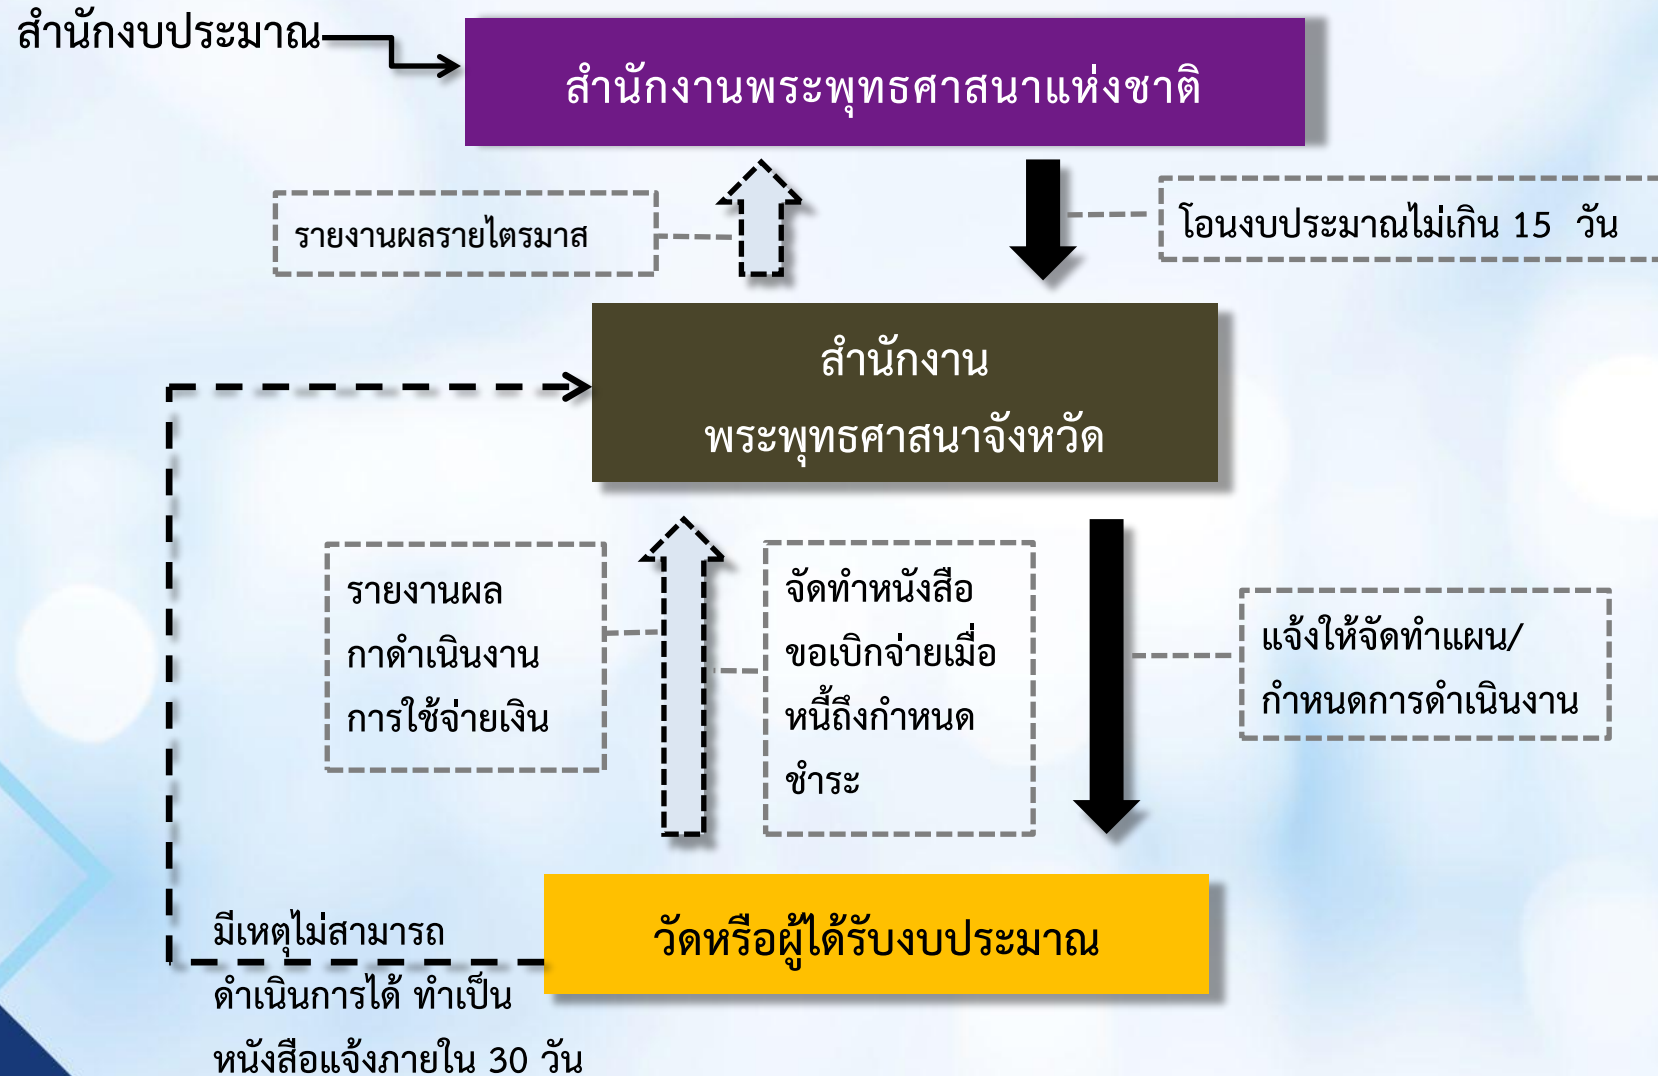 สำนักงบประมาณ
สำนักงานพระพุทธศาสนาแห่งชาติ
รายงานผลรายไตรมาส
โอนงบประมาณไม่เกิน 15 วัน
สำนักงาน
พระพุทธศาสนาจังหวัด
รายงานผล
กาดำเนินงาน
การใช้จ่ายเงิน
จัดทำหนังสือ
ขอเบิกจ่ายเมื่อ
หนี้ถึงกำหนด
ชำระ
แจ้งให้จัดทำแผน/
กำหนดการดำเนินงาน
วัดหรือผู้ได้รับงบประมาณ
มีเหตุไม่สามารถ
ดำเนินการได้ ทำเป็น
หนังสือแจ้งภายใน 30 วัน